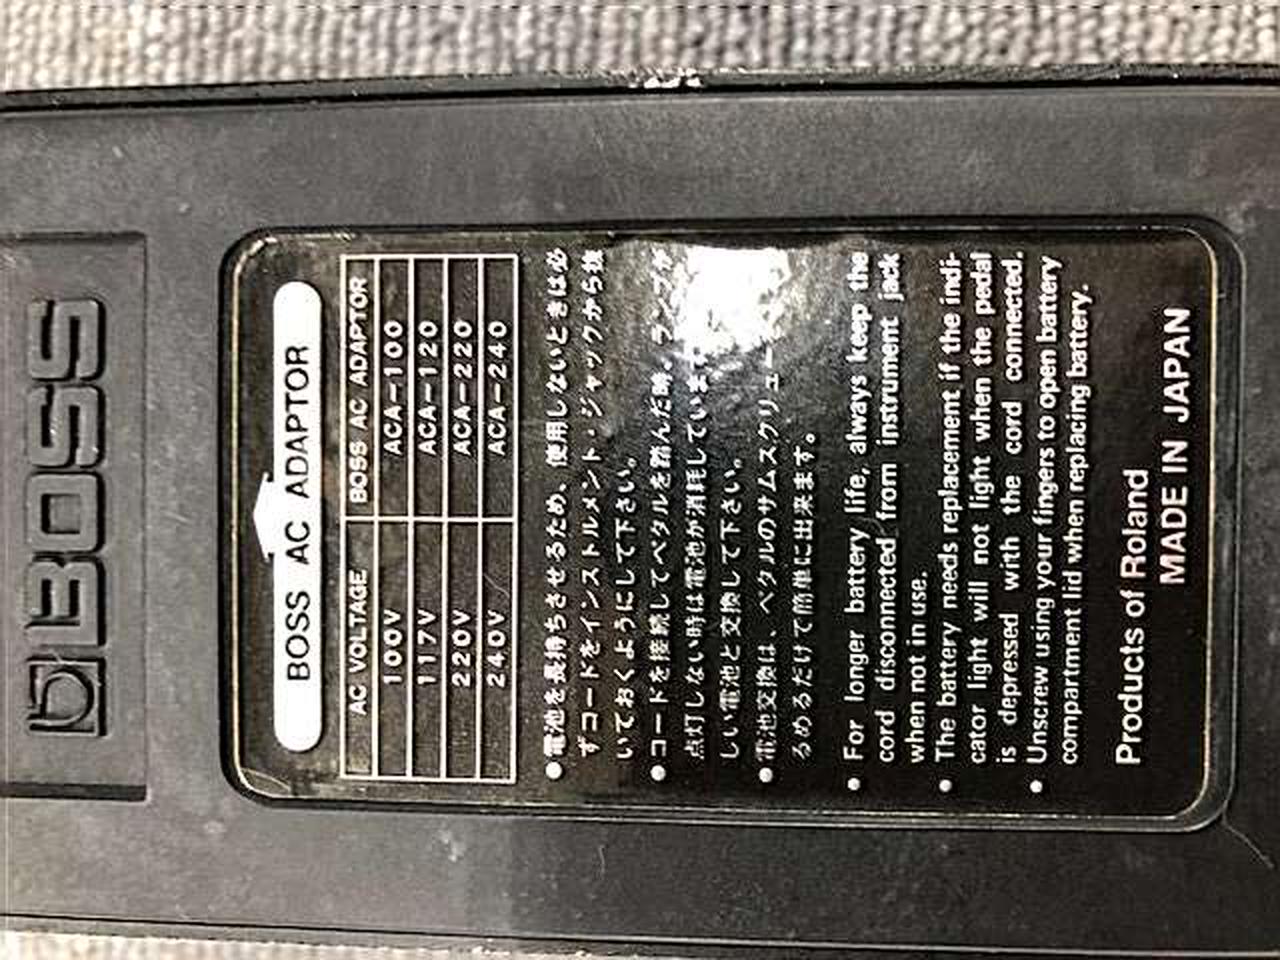 BOSS
BOSS AC ADAPTOR
AC VOLTAGE BOSS AC ADAPTOR
100V ACA-100
117V ACA-120
220V ACA-220
240V ACA-240
●電池を長持ちさせるため、使用しないときは必
ずコードをインストルメント・ジャックから抜
いておくようにして下さい。
●コードを接続してペダルを踏んだ時、ランプが
点灯しない時は電池が消耗しています
しい電池と交換して下さい。
●電池交換は、ペダルのサムスクリュー
るめるだけで簡単に出来ます。
● For longer battery life, always keep the
cord disconnected from instrument jack
when not in use.
● The battery needs replacement if the indi-
cator light will not light when the pedal
is depressed with the cord connected.
● Unscrew using your fingers to open battery
compartment lid when replacing battery.
Products of Roland
MADE IN JAPAN